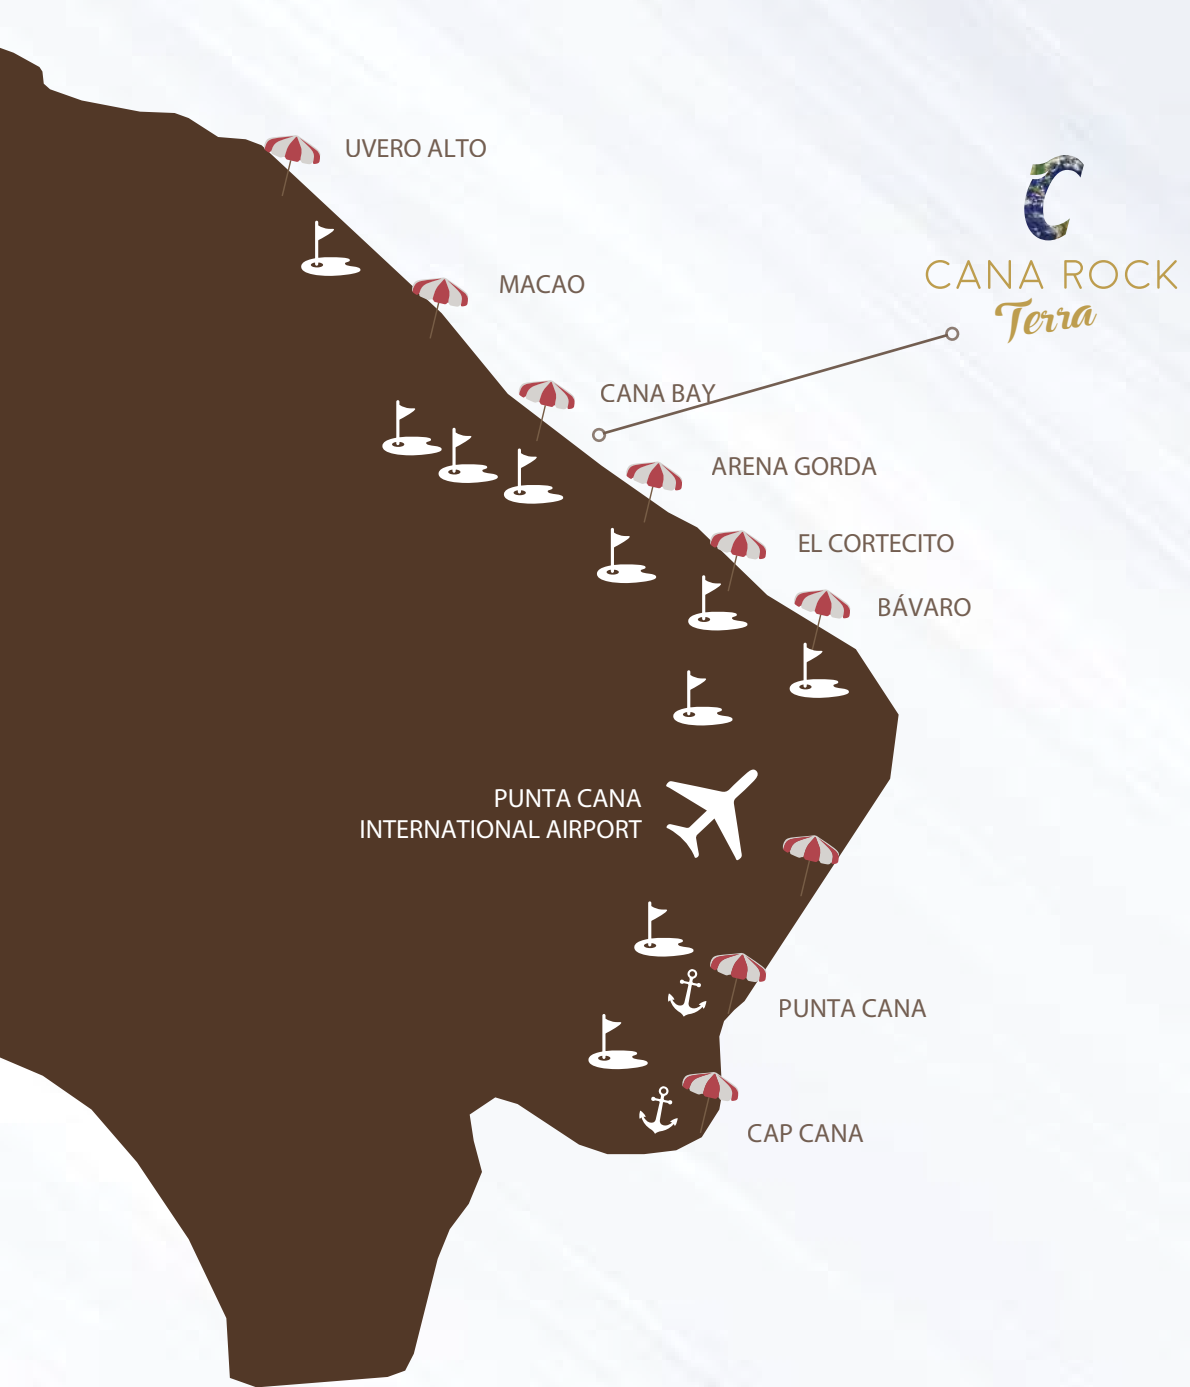 UVERO ALTO
CANA ROCK
Terra
MACAO
CANA BAY
ARENA GORDA
EL CORTECITO
BÁVARO
PUNTA CANA
INTERNATIONAL AIRPORT
PUNTA CANA
CAP CANA